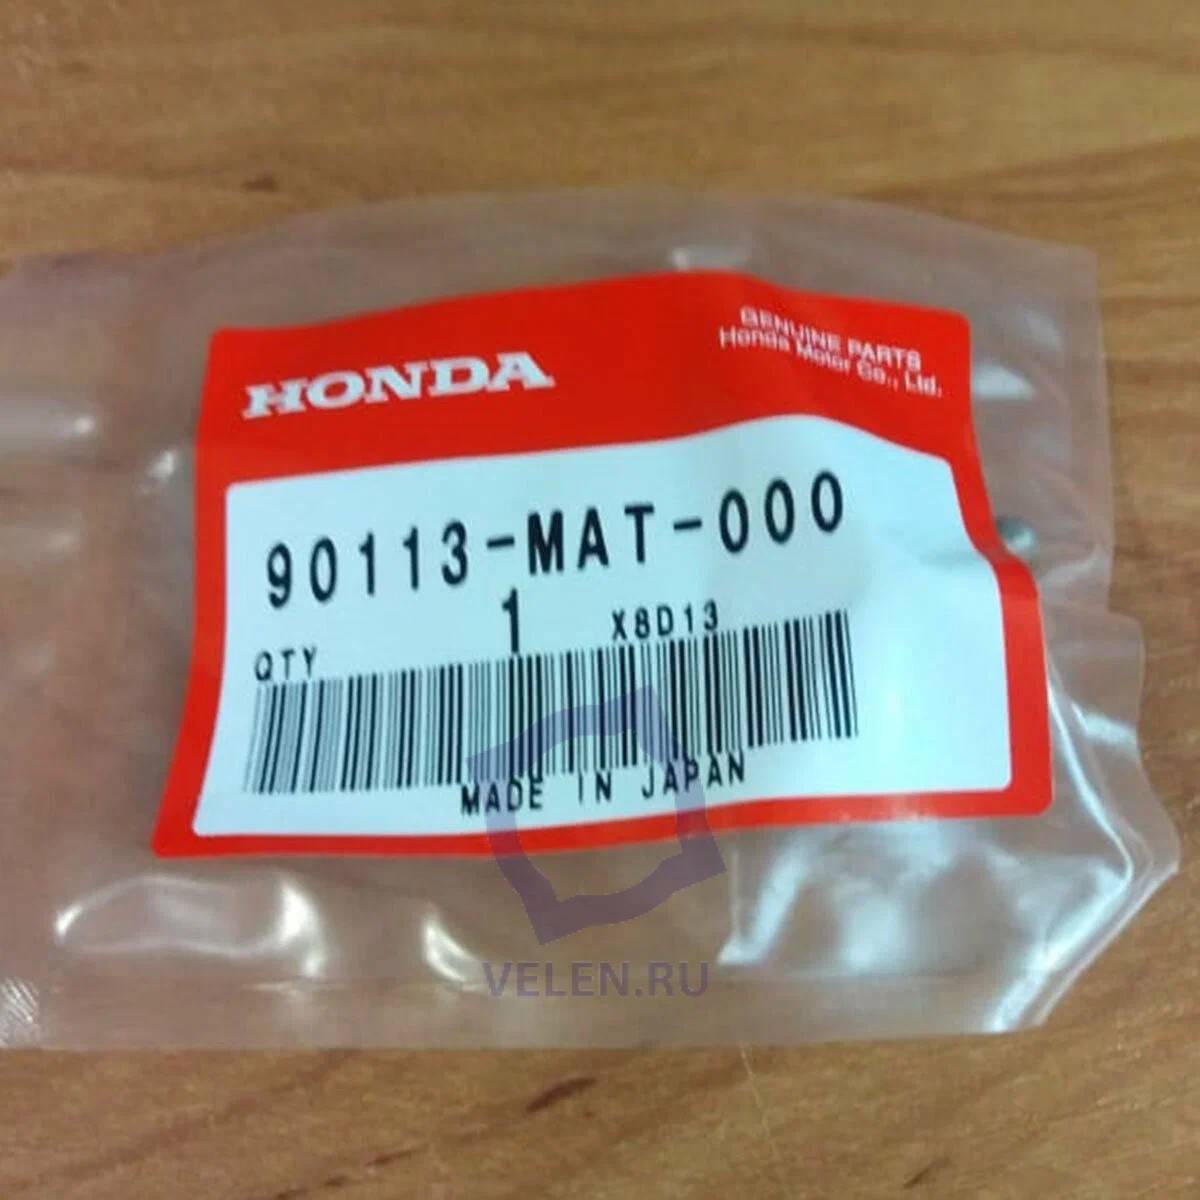 HONDA
GENUINE PARTS
Honda Motor Co., Ltd.
90113-MAT-000
QTY 1 X8D13
MADE IN JAPAN
VELEN.RU